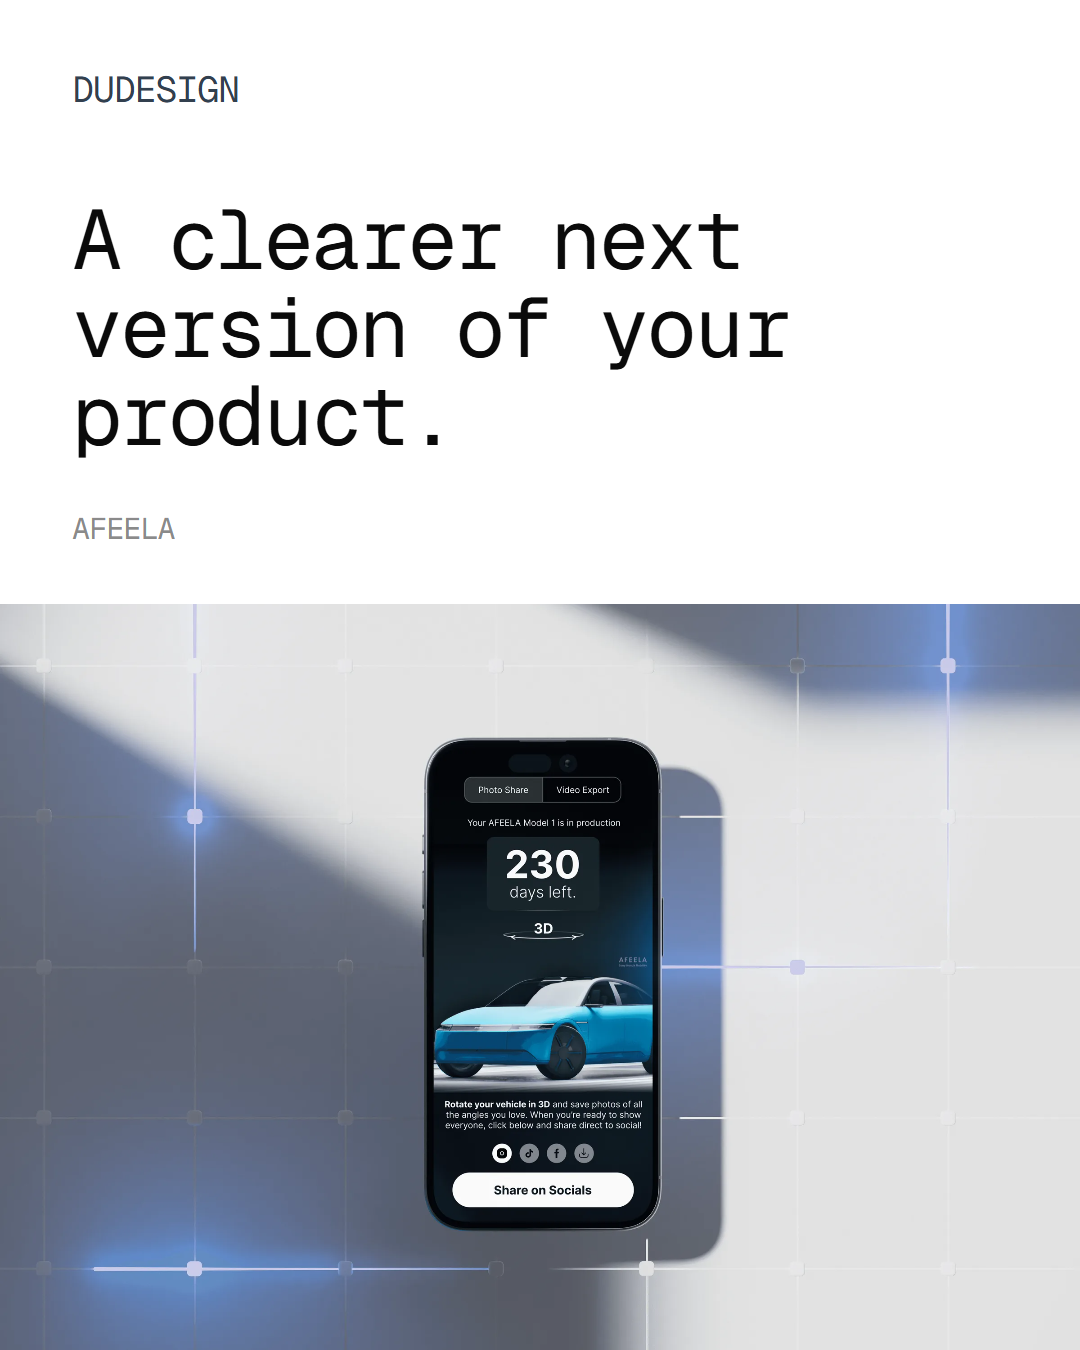 DUDESIGN
A clearer next
version of your
product.
AFEELA
Photo Share Video Export
Your AFEELA Model 1 is in production
230
days left.
3D
AFEELA
Rotate your vehicle in 3D and save photos of all
the angles you love. When you're ready to show
everyone, click below and share direct to social!
Share on Socials